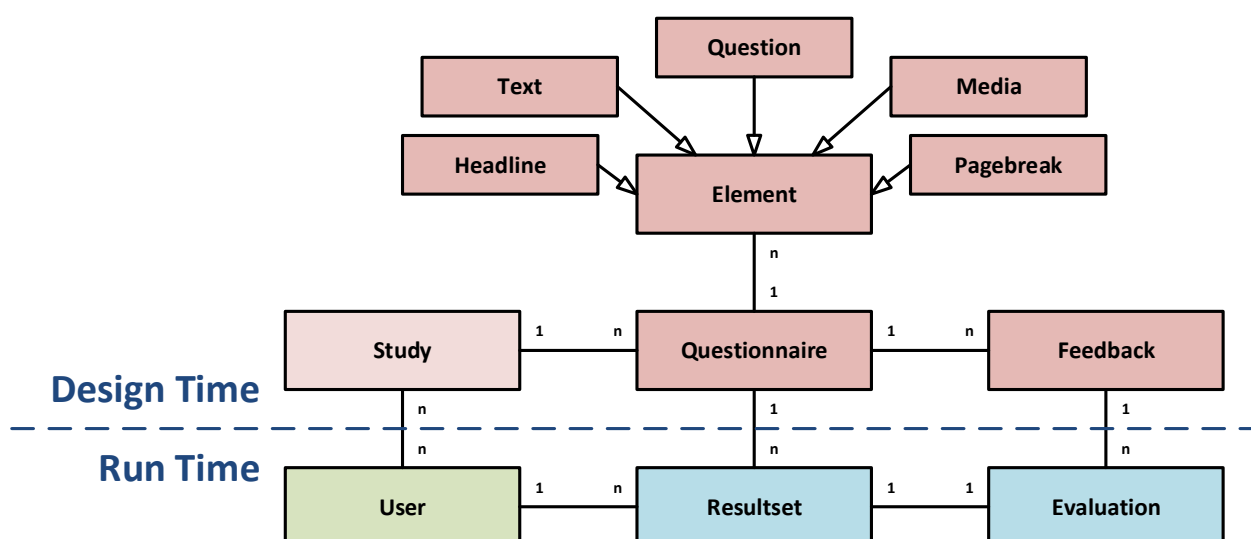 Question
Text
Media
Headline
Pagebreak
Element
n
1
Study
1
n
Questionnaire
1
n
Feedback
Design Time
n
1
1
Run Time
n
n
n
User
1
n
Resultset
1
1
Evaluation